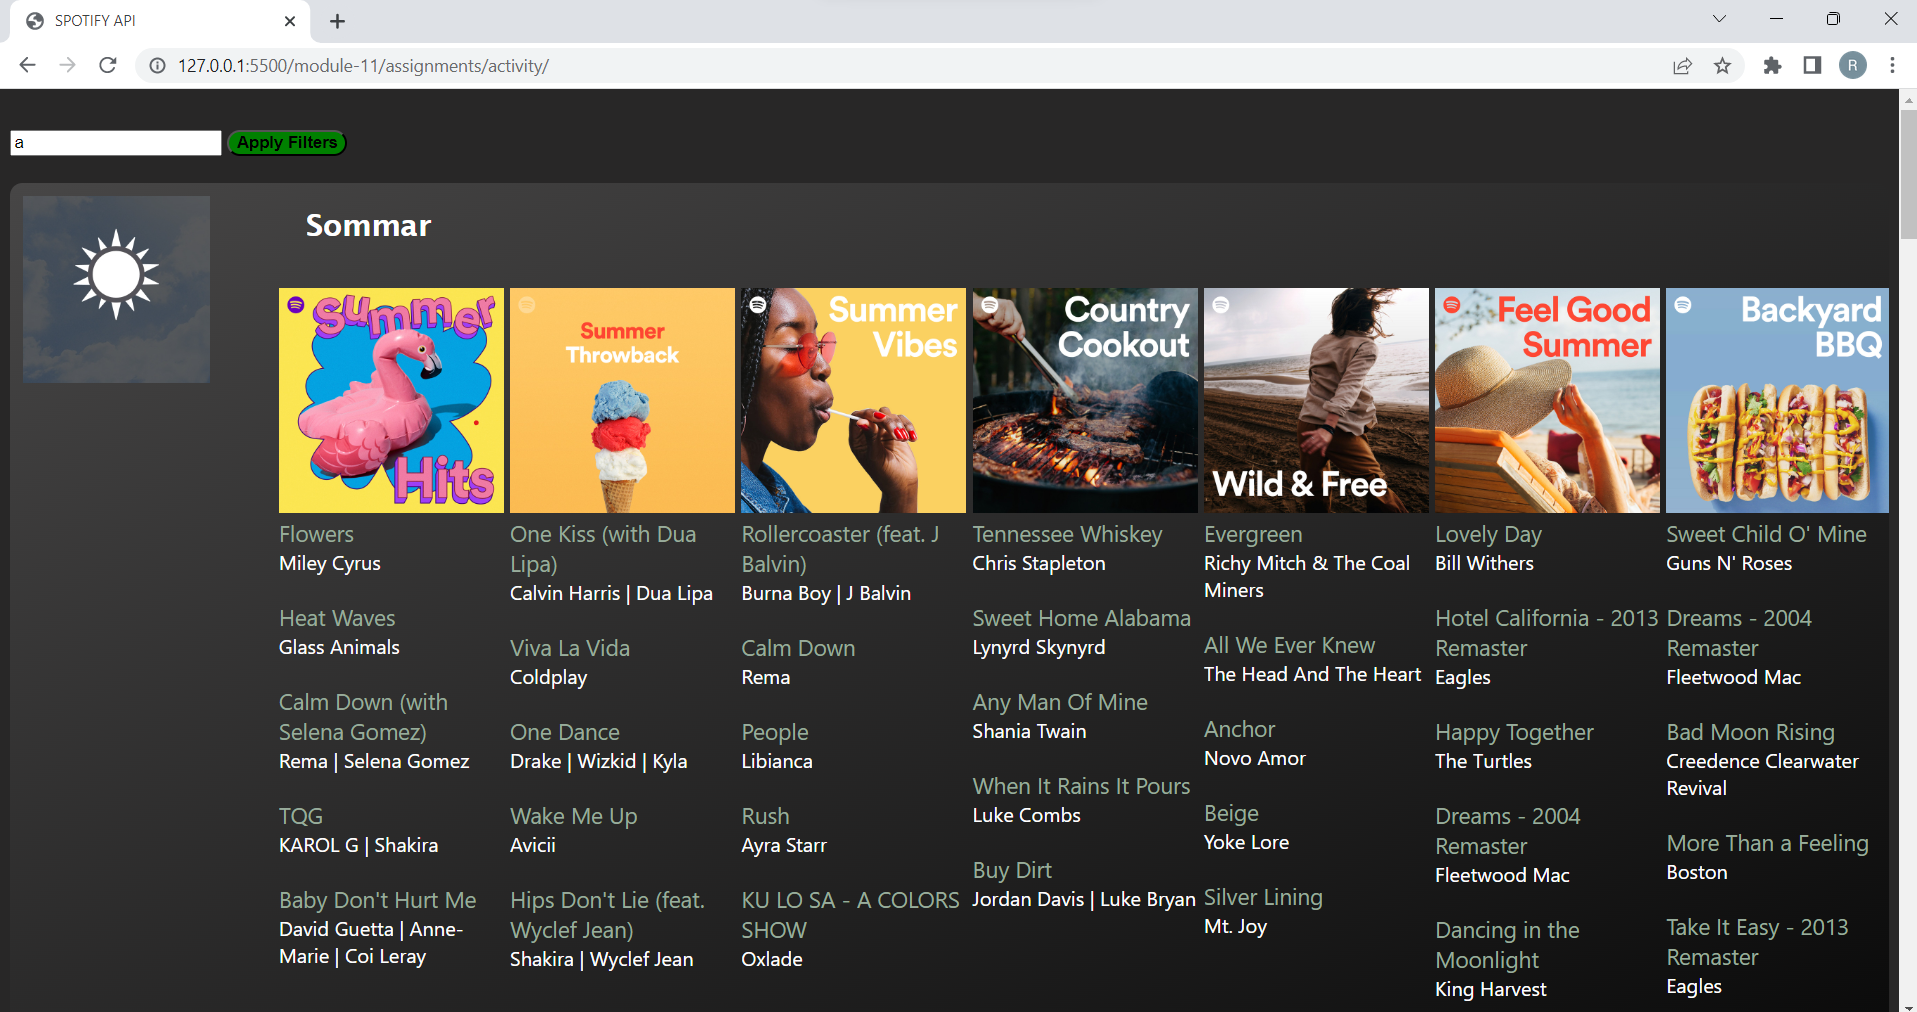 SPOTIFY API
127.0.0.1:5500/module-11/assignments/activity/
R
a
Apply Filters
Sommar
Summer
Hits
Flowers
Miley Cyrus
Heat Waves
Glass Animals
Calm Down (with
Selena Gomez)
Rema | Selena Gomez
TQG
KAROL G | Shakira
Baby Don't Hurt Me
David Guetta | Anne-
Marie | Coi Leray
Summer
Throwback
One Kiss (with Dua
Lipa)
Calvin Harris | Dua Lipa
Viva La Vida
Coldplay
One Dance
Drake | Wizkid | Kyla
Wake Me Up
Avicii
Hips Don't Lie (feat.
Wyclef Jean)
Shakira | Wyclef Jean
Summer
Vibes
Rollercoaster (feat. J
Balvin)
Burna Boy | J Balvin
Calm Down
Rema
People
Libianca
Rush
Ayra Starr
KU LO SA - A COLORS
SHOW
Oxlade
Country
Cookout
Tennessee Whiskey
Chris Stapleton
Sweet Home Alabama
Lynyrd Skynyrd
Any Man Of Mine
Shania Twain
When It Rains It Pours
Luke Combs
Buy Dirt
Jordan Davis | Luke Bryan
Wild & Free
Evergreen
Richy Mitch & The Coal
Miners
All We Ever Knew
The Head And The Heart
Anchor
Novo Amor
Beige
Yoke Lore
Silver Lining
Mt. Joy
Feel Good
Summer
Lovely Day
Bill Withers
Hotel California - 2013
Remaster
Eagles
Happy Together
The Turtles
Dreams - 2004
Remaster
Fleetwood Mac
Dancing in the
Moonlight
King Harvest
Backyard
BBQ
Sweet Child O' Mine
Guns N' Roses
Dreams - 2004
Remaster
Fleetwood Mac
Bad Moon Rising
Creedence Clearwater
Revival
More Than a Feeling
Boston
Take It Easy - 2013
Remaster
Eagles